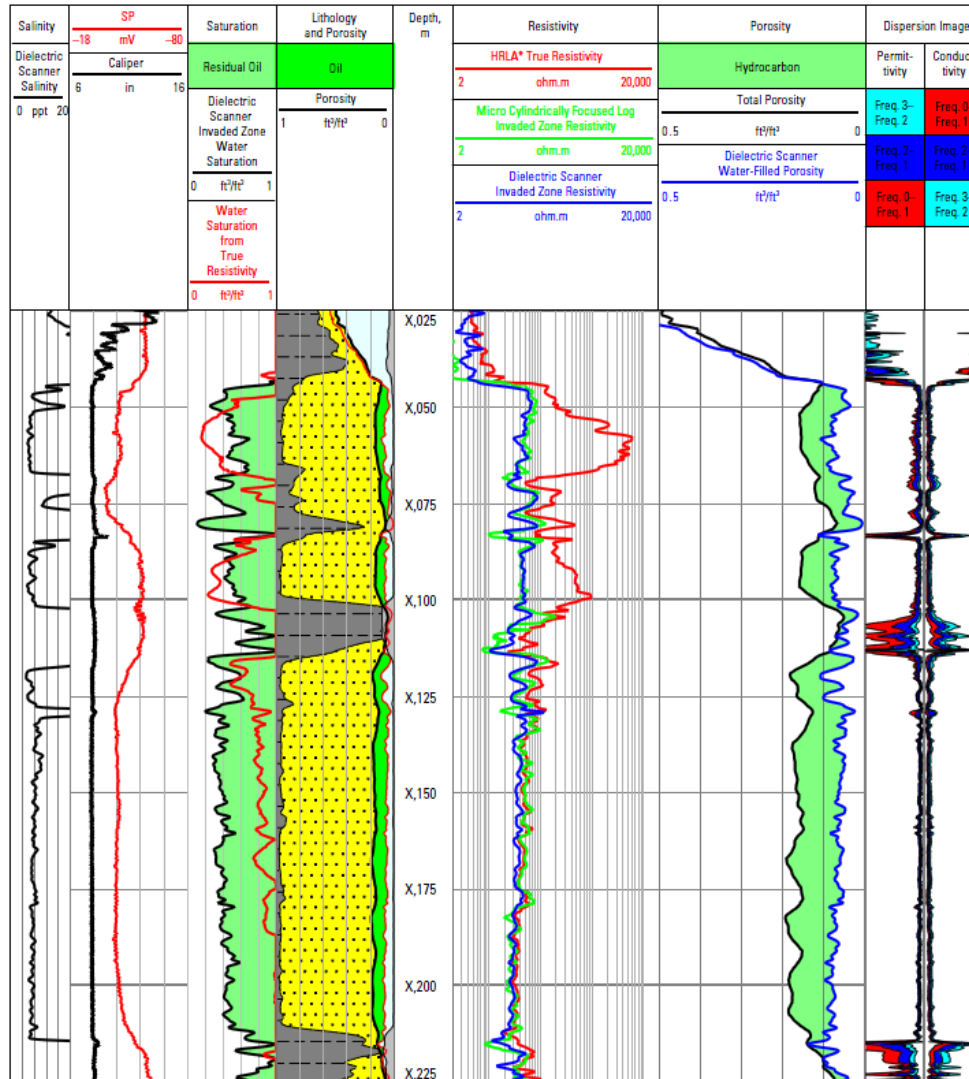 Salinity
Dielectric
Scanner
Salinity
0 ppt 20
SP
–18 mV –80
Caliper
6 in 16
Saturation
Residual Oil
Dielectric
Scanner
Invaded Zone
Water
Saturation
0 ft³/ft³ 1
Water
Saturation
from
True
Resistivity
0 ft³/ft³ 1
Lithology
and Porosity
Oil
Porosity
1 ft³/ft³ 0
Depth,
m
Resistivity
HRLA* True Resistivity
2 ohm.m 20,000
Micro Cylindrically Focused Log
Invaded Zone Resistivity
2 ohm.m 20,000
Dielectric Scanner
Invaded Zone Resistivity
2 ohm.m 20,000
Porosity
Hydrocarbon
Total Porosity
0.5 ft³/ft³ 0
Dielectric Scanner
Water-Filled Porosity
0.5 ft³/ft³ 0
Dispersion Image
Permit-
tivity
Freq. 3–
Freq. 2
Freq. 2–
Freq. 1
Freq. 0–
Freq. 1
Conduc
tivity
Freq. 0
Freq. 1
Freq. 2
Freq. 1
Freq. 3
Freq. 2
X,025
X,050
X,075
X,100
X,125
X,150
X,175
X,200
X,225